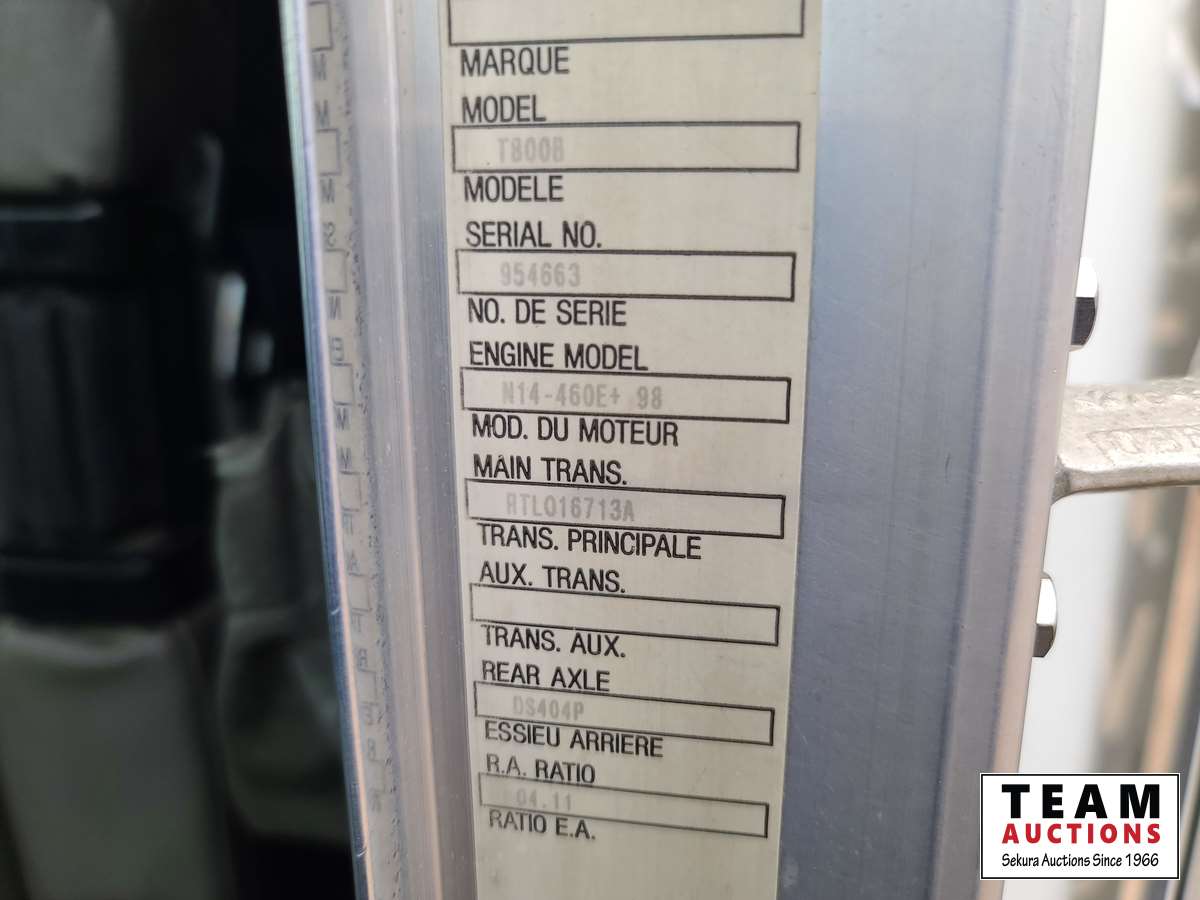 MARQUE
MODEL
T800B
MODELE
SERIAL NO.
954663
NO. DE SERIE
ENGINE MODEL
N14-460E+ 98
MOD. DU MOTEUR
MAIN TRANS.
RTLO16713A
TRANS. PRINCIPALE
AUX. TRANS.
TRANS. AUX.
REAR AXLE
DS404P
ESSIEU ARRIERE
R.A. RATIO
04.11
RATIO E.A.
TEAM
AUCTIONS
Sekura Auctions Since 1966